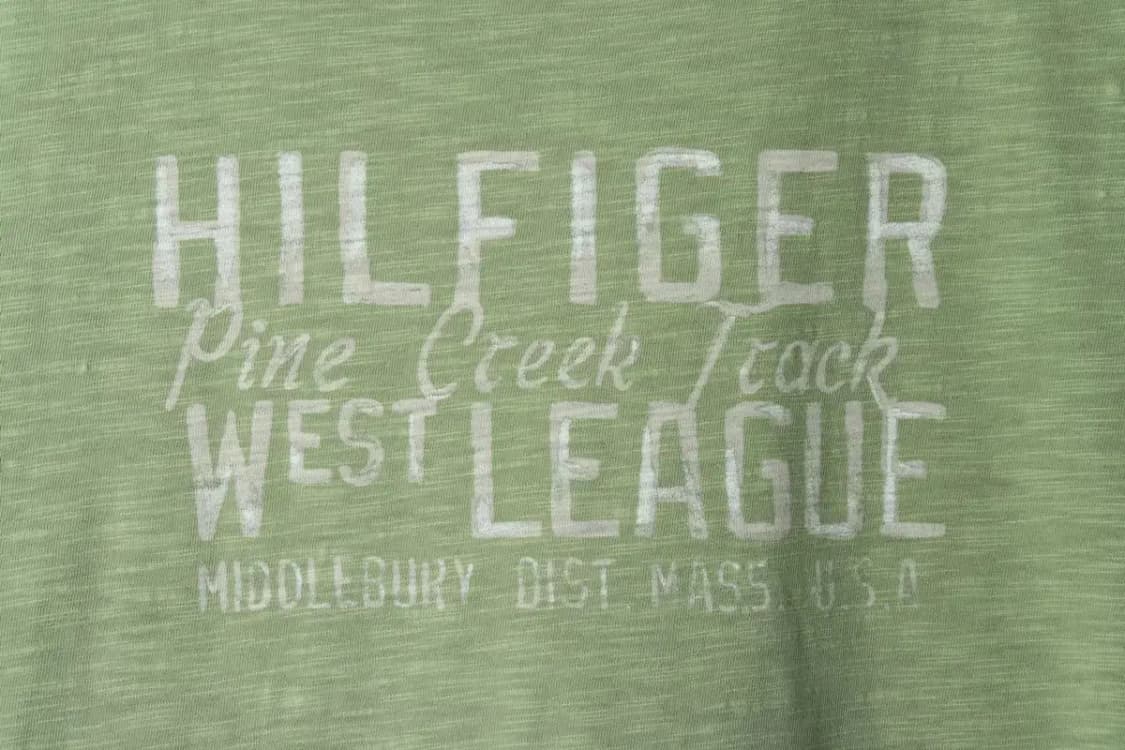 HILFIGER
Pine Creek Track
WEST LEAGUE
MIDDLEBURY DIST. MASS. U.S.A